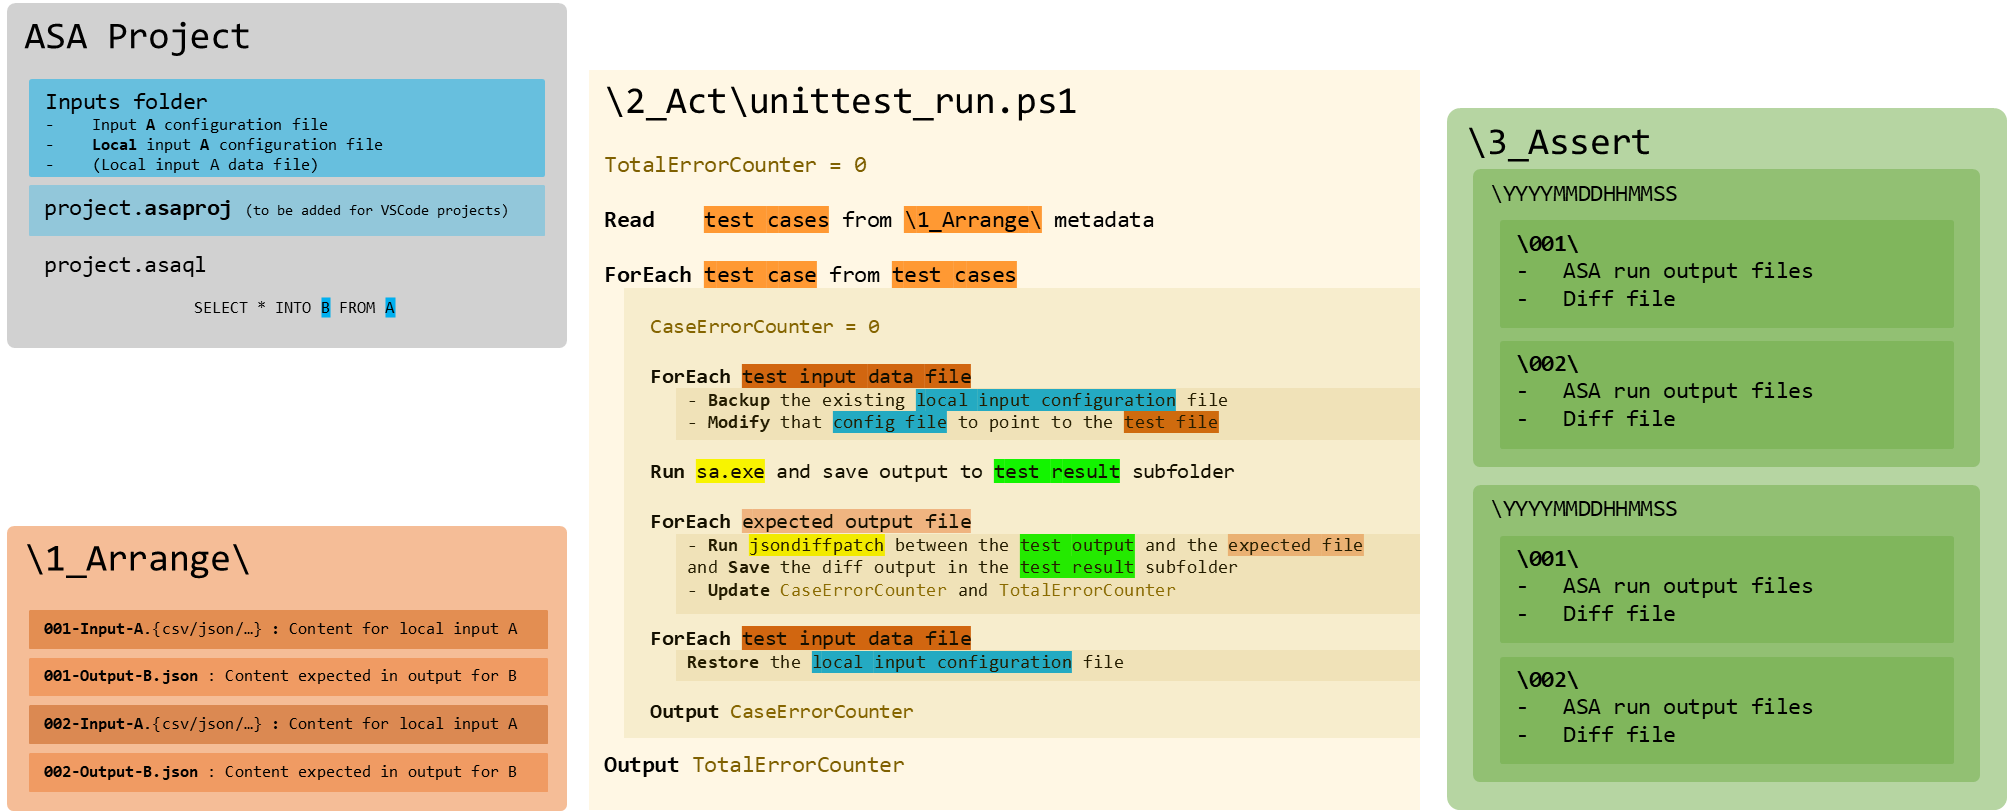 ASA Project
Inputs folder
- Input A configuration file
- Local input A configuration file
- (Local input A data file)
project.asaproj (to be added for VSCode projects)
project.asaql
SELECT * INTO B FROM A
\1_Arrange\
001-Input-A.{csv/json/…} : Content for local input A
001-Output-B.json : Content expected in output for B
002-Input-A.{csv/json/…} : Content for local input A
002-Output-B.json : Content expected in output for B
\2_Act\unittest_run.ps1
TotalErrorCounter = 0
Read test cases from \1_Arrange\ metadata
ForEach test case from test cases
CaseErrorCounter = 0
ForEach test input data file
- Backup the existing local input configuration file
- Modify that config file to point to the test file
Run sa.exe and save output to test result subfolder
ForEach expected output file
- Run jsondiffpatch between the test output and the expected file
and Save the diff output in the test result subfolder
- Update CaseErrorCounter and TotalErrorCounter
ForEach test input data file
Restore the local input configuration file
Output CaseErrorCounter
Output TotalErrorCounter
\3_Assert
\YYYYMMDDHHMMSS
\001\
- ASA run output files
- Diff file
\002\
- ASA run output files
- Diff file
\YYYYMMDDHHMMSS
\001\
- ASA run output files
- Diff file
\002\
- ASA run output files
- Diff file